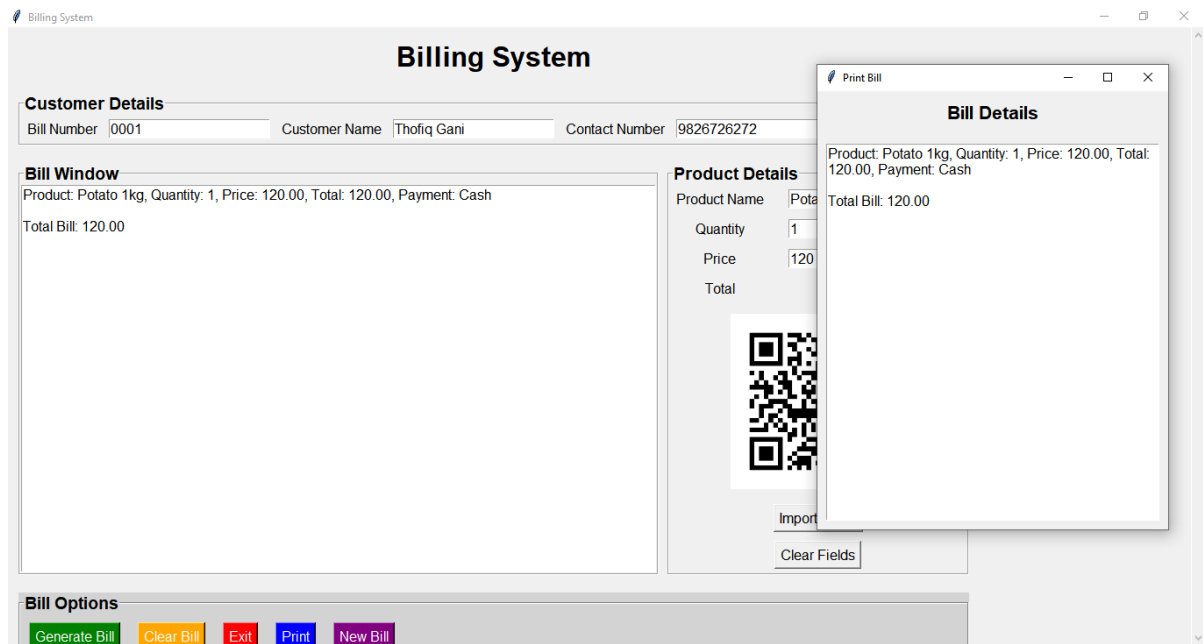 Billing System
Billing System
Customer Details
Bill Number 0001 Customer Name Thofiq Gani Contact Number 9826726272
Bill Window
Product: Potato 1kg, Quantity: 1, Price: 120.00, Total: 120.00, Payment: Cash
Total Bill: 120.00
Product Details
Product Name
Quantity 1
Price 120
Total
Clear Fields
Print Bill
Bill Details
Product: Potato 1kg, Quantity: 1, Price: 120.00, Total:
120.00, Payment: Cash
Total Bill: 120.00
Bill Options
Generate Bill Clear Bill Exit Print New Bill